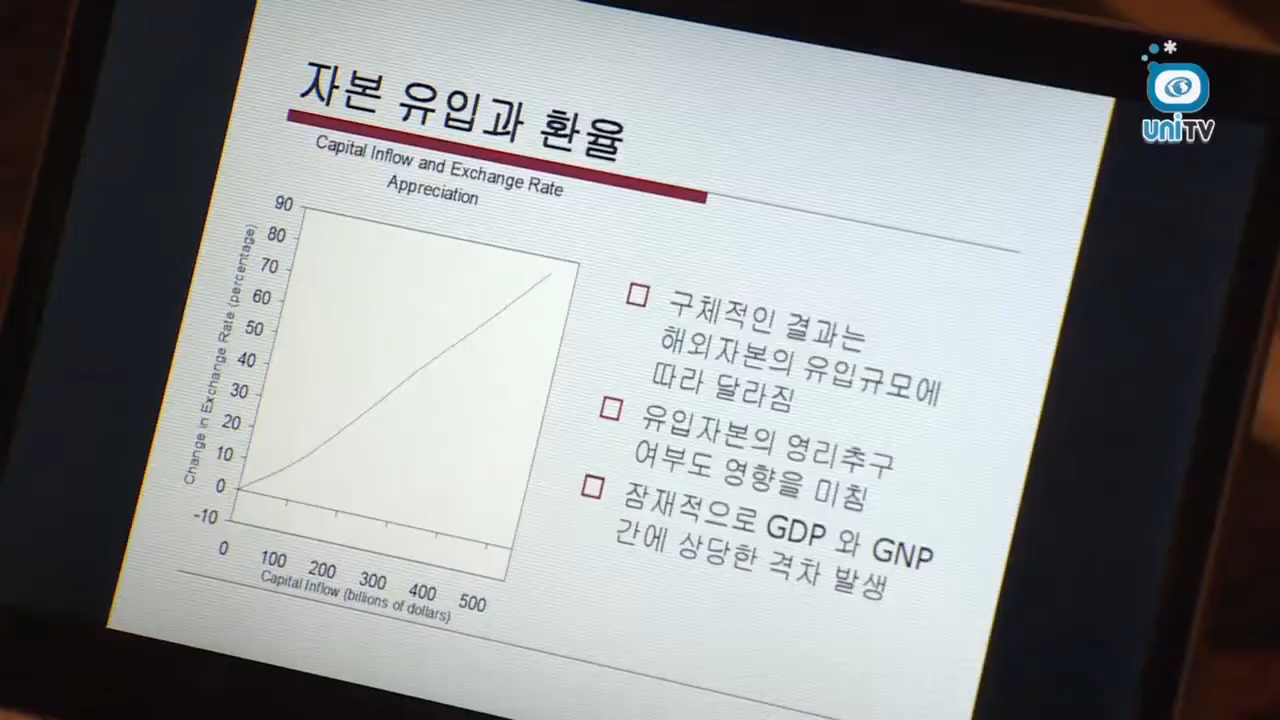 자본 유입과 환율
Capital Inflow and Exchange Rate
Appreciation
Change in Exchange Rate (percentage)
90
80
70
60
50
40
30
20
10
0
-10
0
100
200
300
400
500
Capital Inflow (billions of dollars)
구체적인 결과는
해외자본의 유입규모에
따라 달라짐
유입자본의 영리추구
여부도 영향을 미침
잠재적으로 GDP 와 GNP
간에 상당한 격차 발생
uniTV